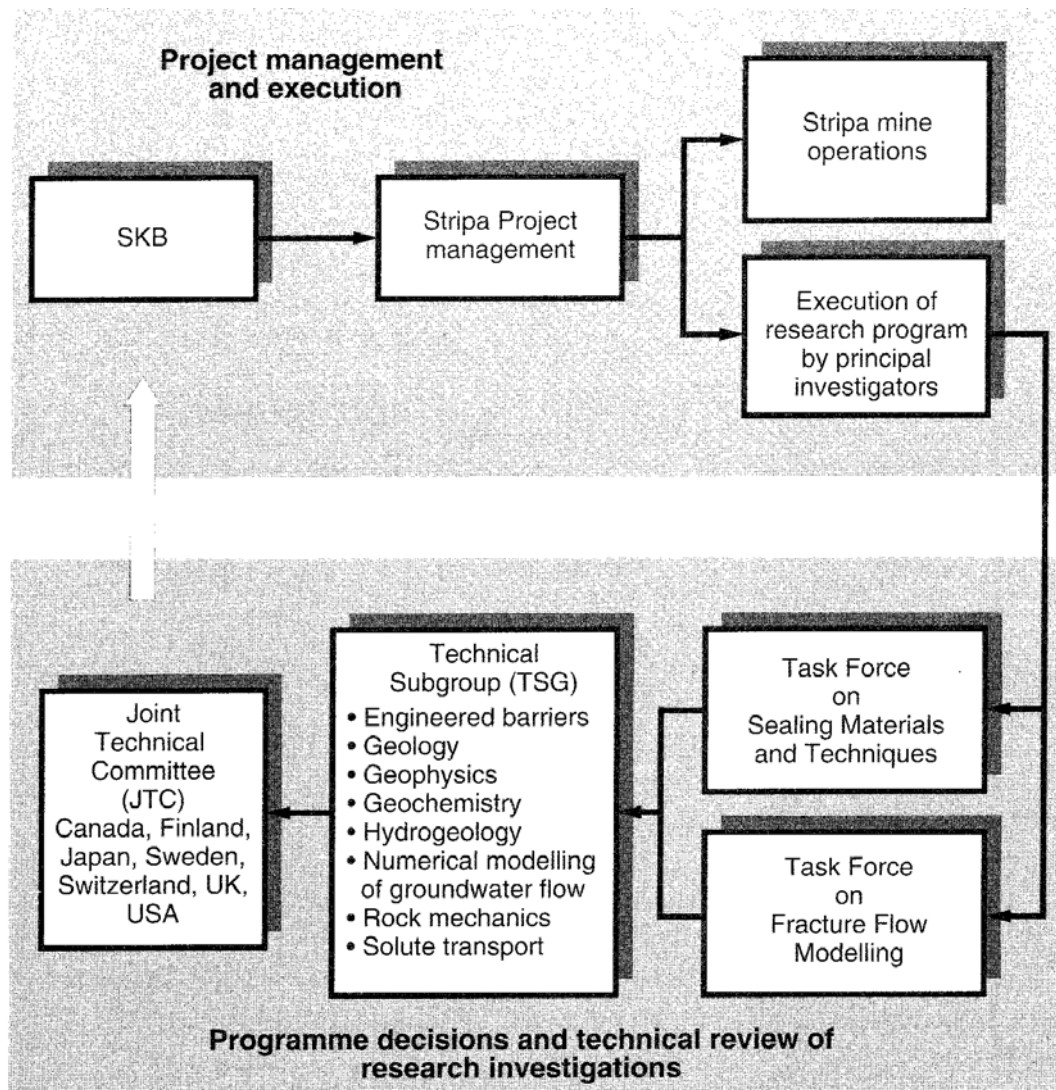 Project management
and execution
SKB
Stripa Project
management
Stripa mine
operations
Execution of
research program
by principal
investigators
Joint
Technical
Committee
(JTC)
Canada, Finland,
Japan, Sweden,
Switzerland, UK,
USA
Technical
Subgroup (TSG)
• Engineered barriers
• Geology
• Geophysics
• Geochemistry
• Hydrogeology
• Numerical modelling
of groundwater flow
• Rock mechanics
• Solute transport
Task Force
on
Sealing Materials
and Techniques
Task Force
on
Fracture Flow
Modelling
Programme decisions and technical review of
research investigations